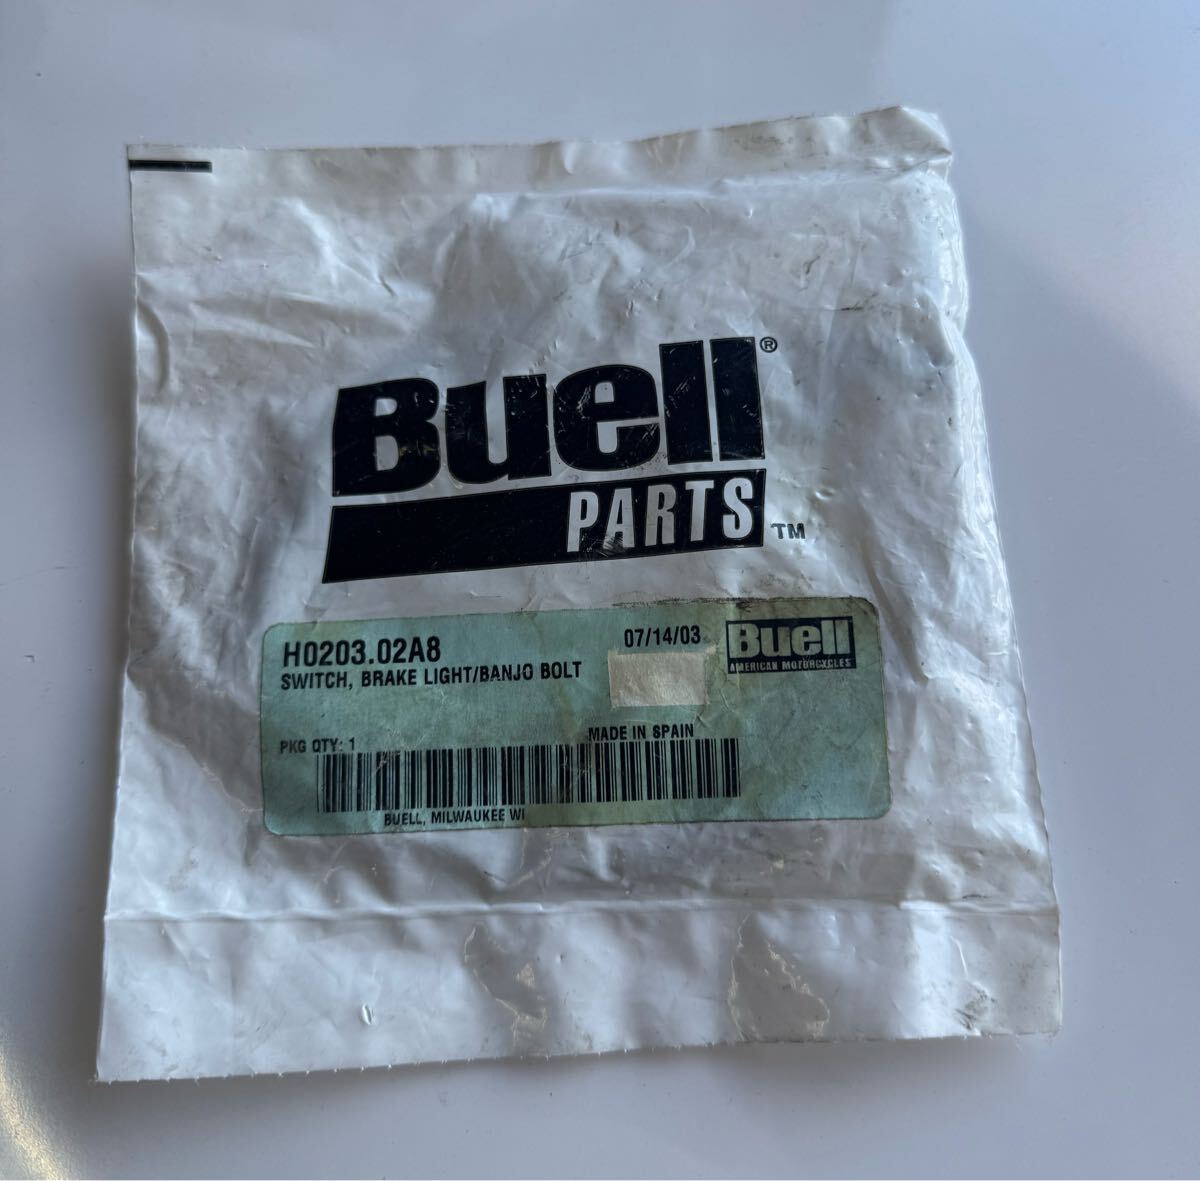 Buell®
PARTS™
H0203.02A8
07/14/03
Buell
AMERICAN MOTORCYCLES
SWITCH, BRAKE LIGHT/BANJO BOLT
PKG QTY: 1
MADE IN SPAIN
BUELL, MILWAUKEE WI